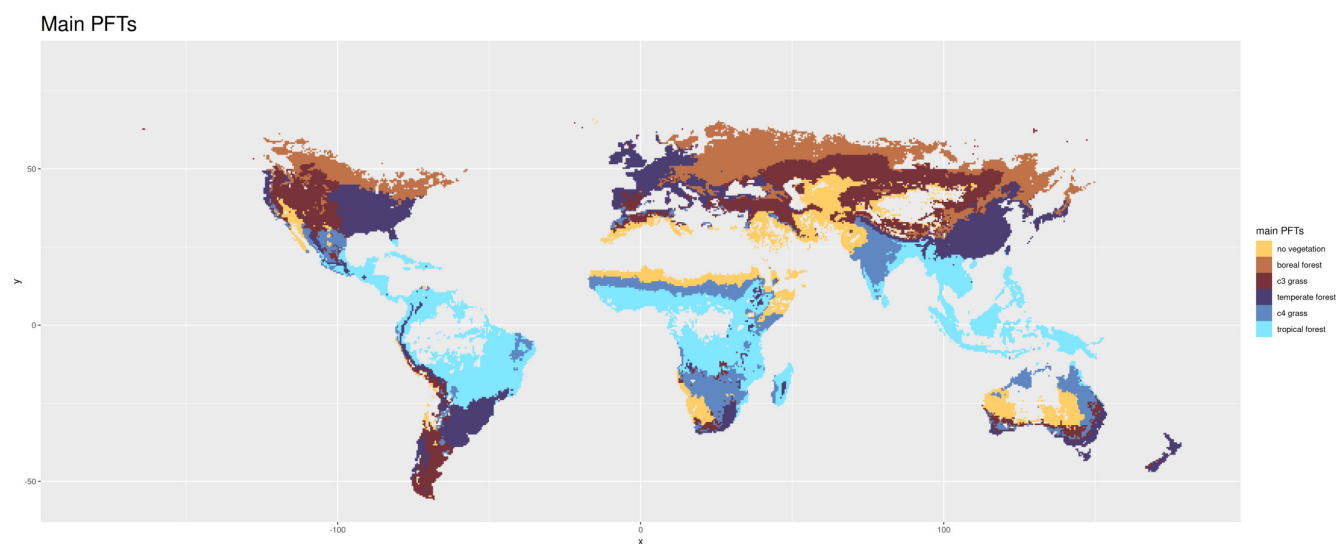 Main PFTs
50
0
-50
y
-100
0
100
x
main PFTs
no vegetation
boreal forest
c3 grass
temperate forest
c4 grass
tropical forest